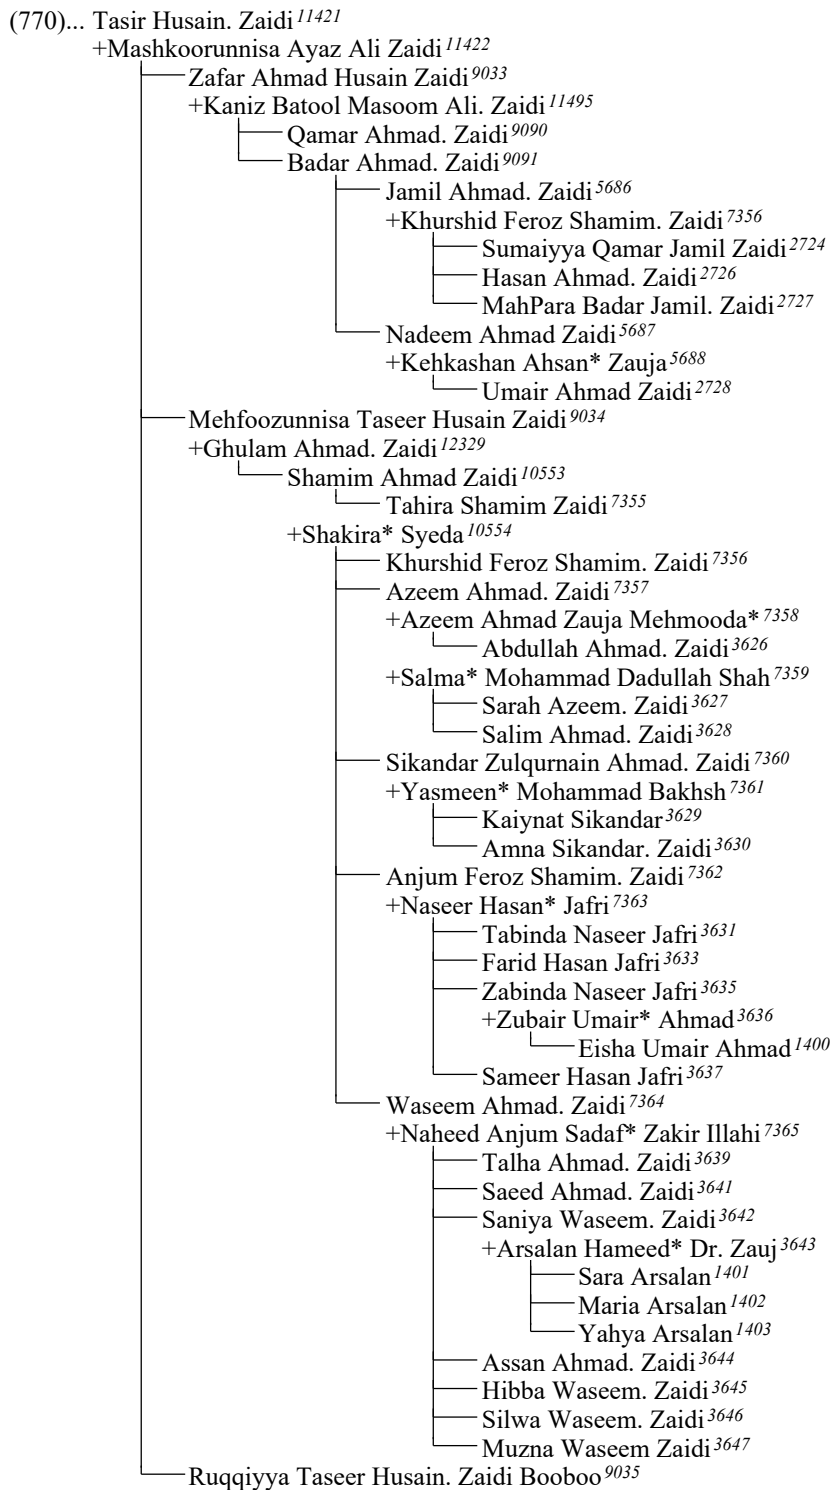 (770)... Tasir Husain. Zaidi 11421
+Mashkoorunnisa Ayaz Ali Zaidi 11422
Zafar Ahmad Husain Zaidi 9033
+Kaniz Batool Masoom Ali. Zaidi 11495
Qamar Ahmad. Zaidi 9090
Badar Ahmad. Zaidi 9091
Jamil Ahmad. Zaidi 5686
+Khurshid Feroz Shamim. Zaidi 7356
Sumaiyya Qamar Jamil Zaidi 2724
Hasan Ahmad. Zaidi 2726
MahPara Badar Jamil. Zaidi 2727
Nadeem Ahmad Zaidi 5687
+Kehkashan Ahsan* Zauja 5688
Umair Ahmad Zaidi 2728
Mehfoozunnisa Taseer Husain Zaidi 9034
+Ghulam Ahmad. Zaidi 12329
Shamim Ahmad Zaidi 10553
Tahira Shamim Zaidi 7355
+Shakira* Syeda 10554
Khurshid Feroz Shamim. Zaidi 7356
Azeem Ahmad. Zaidi 7357
+Azeem Ahmad Zauja Mehmooda* 7358
Abdullah Ahmad. Zaidi 3626
+Salma* Mohammad Dadullah Shah 7359
Sarah Azeem. Zaidi 3627
Salim Ahmad. Zaidi 3628
Sikandar Zulqurnain Ahmad. Zaidi 7360
+Yasmeen* Mohammad Bakhsh 7361
Kaiynat Sikandar 3629
Amna Sikandar. Zaidi 3630
Anjum Feroz Shamim. Zaidi 7362
+Naseer Hasan* Jafri 7363
Tabinda Naseer Jafri 3631
Farid Hasan Jafri 3633
Zabinda Naseer Jafri 3635
+Zubair Umair* Ahmad 3636
Eisha Umair Ahmad 1400
Sameer Hasan Jafri 3637
Waseem Ahmad. Zaidi 7364
+Naheed Anjum Sadaf* Zakir Illahi 7365
Talha Ahmad. Zaidi 3639
Saeed Ahmad. Zaidi 3641
Saniya Waseem. Zaidi 3642
+Arsalan Hameed* Dr. Zauj 3643
Sara Arsalan 1401
Maria Arsalan 1402
Yahya Arsalan 1403
Assan Ahmad. Zaidi 3644
Hibba Waseem. Zaidi 3645
Silwa Waseem. Zaidi 3646
Muzna Waseem Zaidi 3647
Ruqqiyya Taseer Husain. Zaidi Booboo 9035